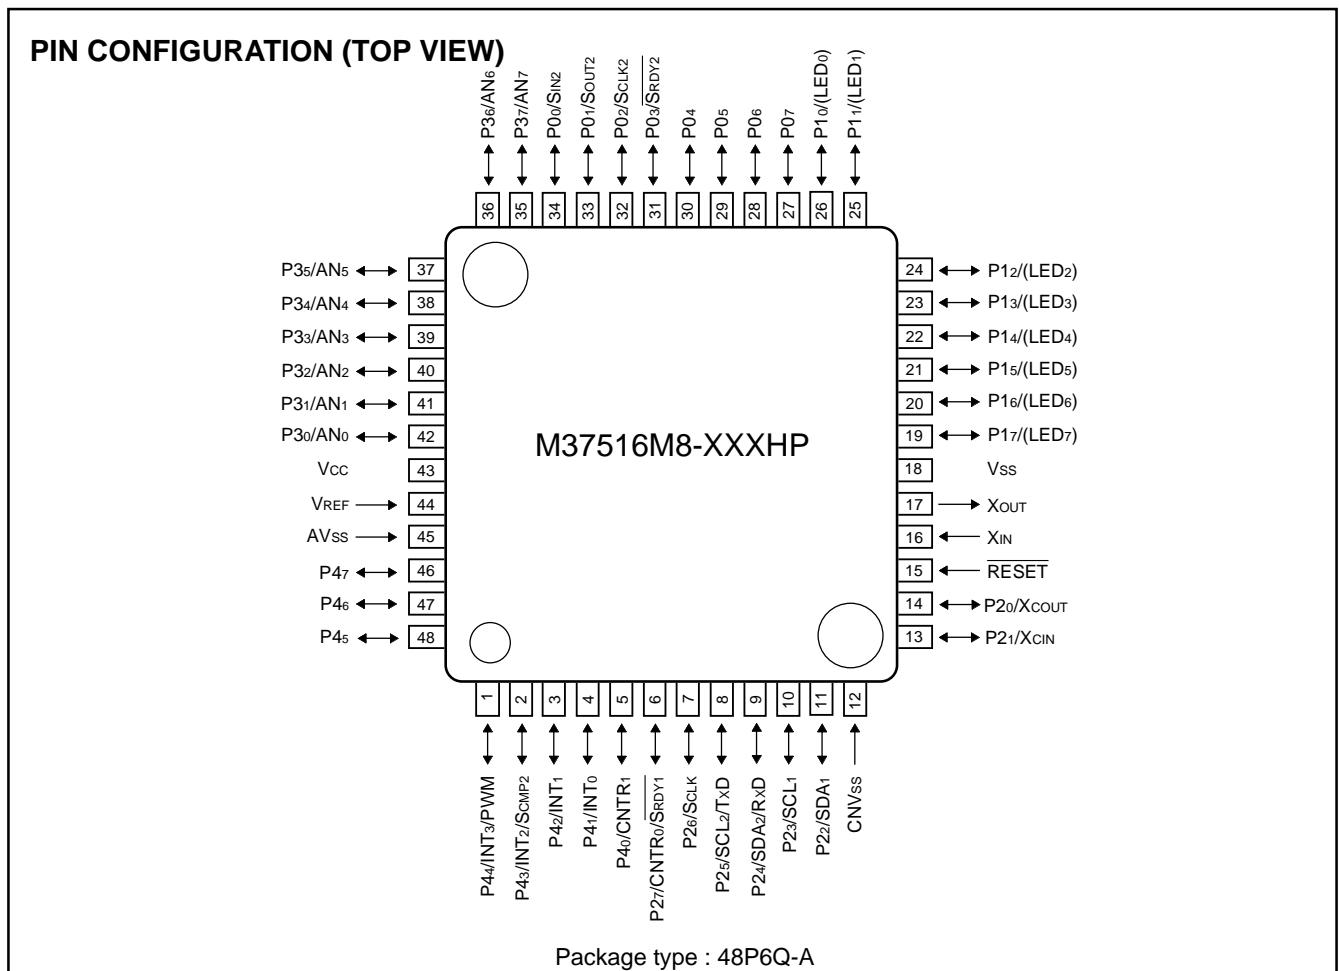 PIN CONFIGURATION (TOP VIEW)
P36/AN6
P37/AN7
P00/SIN2
P01/SOUT2
P02/SCLK2
P03/SRDY2
P04
P05
P06
P07
P10/(LED0)
P11/(LED1)
36
35
34
33
32
31
30
29
28
27
26
25
P35/AN5 37
P34/AN4 38
P33/AN3 39
P32/AN2 40
P31/AN1 41
P30/AN0 42
VCC 43
VREF 44
AVSS 45
P47 46
P46 47
P45 48
M37516M8-XXXHP
24 P12/(LED2)
23 P13/(LED3)
22 P14/(LED4)
21 P15/(LED5)
20 P16/(LED6)
19 P17/(LED7)
18 VSS
17 XOUT
16 XIN
15 RESET
14 P20/XCOUT
13 P21/XCIN
1
2
3
4
5
6
7
8
9
10
11
12
P44/INT3/PWM
P43/INT2/SCMP2
P42/INT1
P41/INT0
P40/CNTR1
P27/CNTR0/SRDY1
P26/SCLK
P25/SCL2/TxD
P24/SDA2/RxD
P23/SCL1
P22/SDA1
CNVSS
Package type : 48P6Q-A